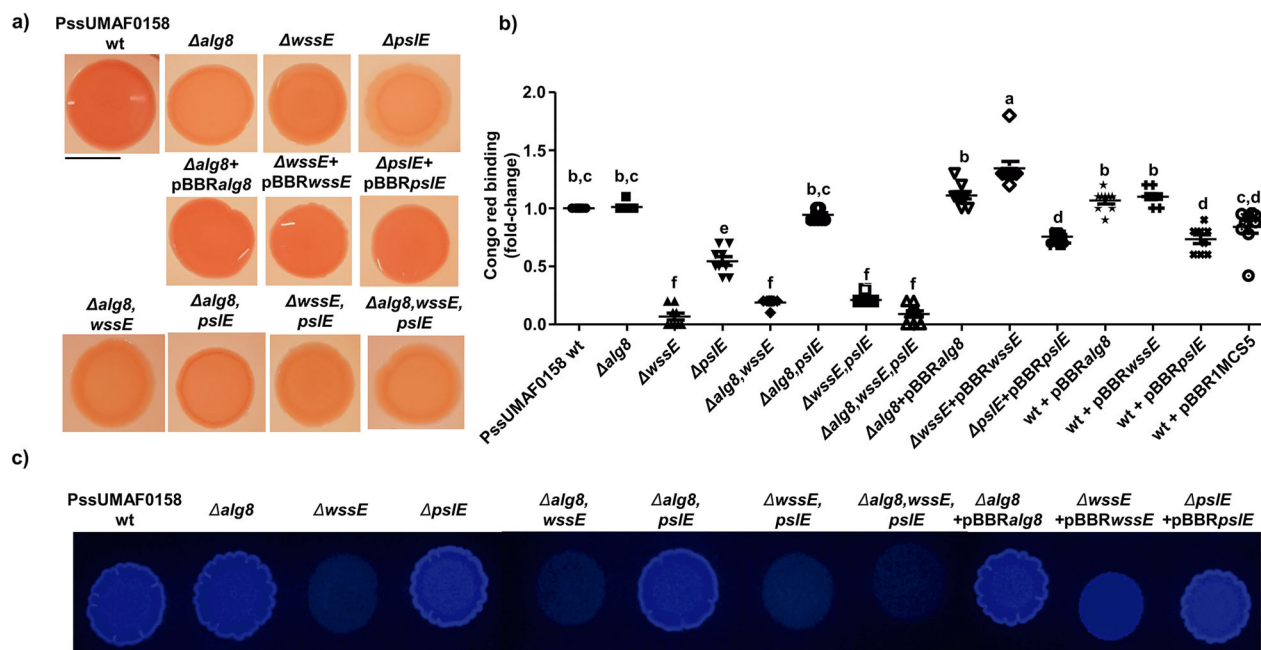 a)
PssUMAF0158
wt
Δalg8
ΔwssE
ΔpslE
Δalg8+
pBBRalg8
ΔwssE+
pBBRwssE
ΔpslE+
pBBRpslE
Δalg8,
wssE
Δalg8,
pslE
ΔwssE,
pslE
Δalg8,wssE,
pslE
b)
Congo red binding
(fold-change)
2.0
1.5
1.0
0.5
0.0
b,c
b,c
f
e
f
b,c
f
f
b
a
d
b
b
d
c,d
PssUMAF0158 wt
Δalg8
ΔwssE
ΔpslE
Δalg8,wssE
Δalg8,pslE
ΔwssE,pslE
Δalg8,wssE,pslE
Δalg8+pBBRalg8
ΔwssE+pBBRwssE
ΔpslE+pBBRpslE
wt + pBBRalg8
wt + pBBRwssE
wt + pBBRpslE
wt + pBBR1MCS5
c)
PssUMAF0158
wt
Δalg8
ΔwssE
ΔpslE
Δalg8,
wssE
Δalg8,
pslE
ΔwssE,
pslE
Δalg8,wssE,
pslE
Δalg8
+pBBRalg8
ΔwssE
+pBBRwssE
ΔpslE
+pBBRpslE